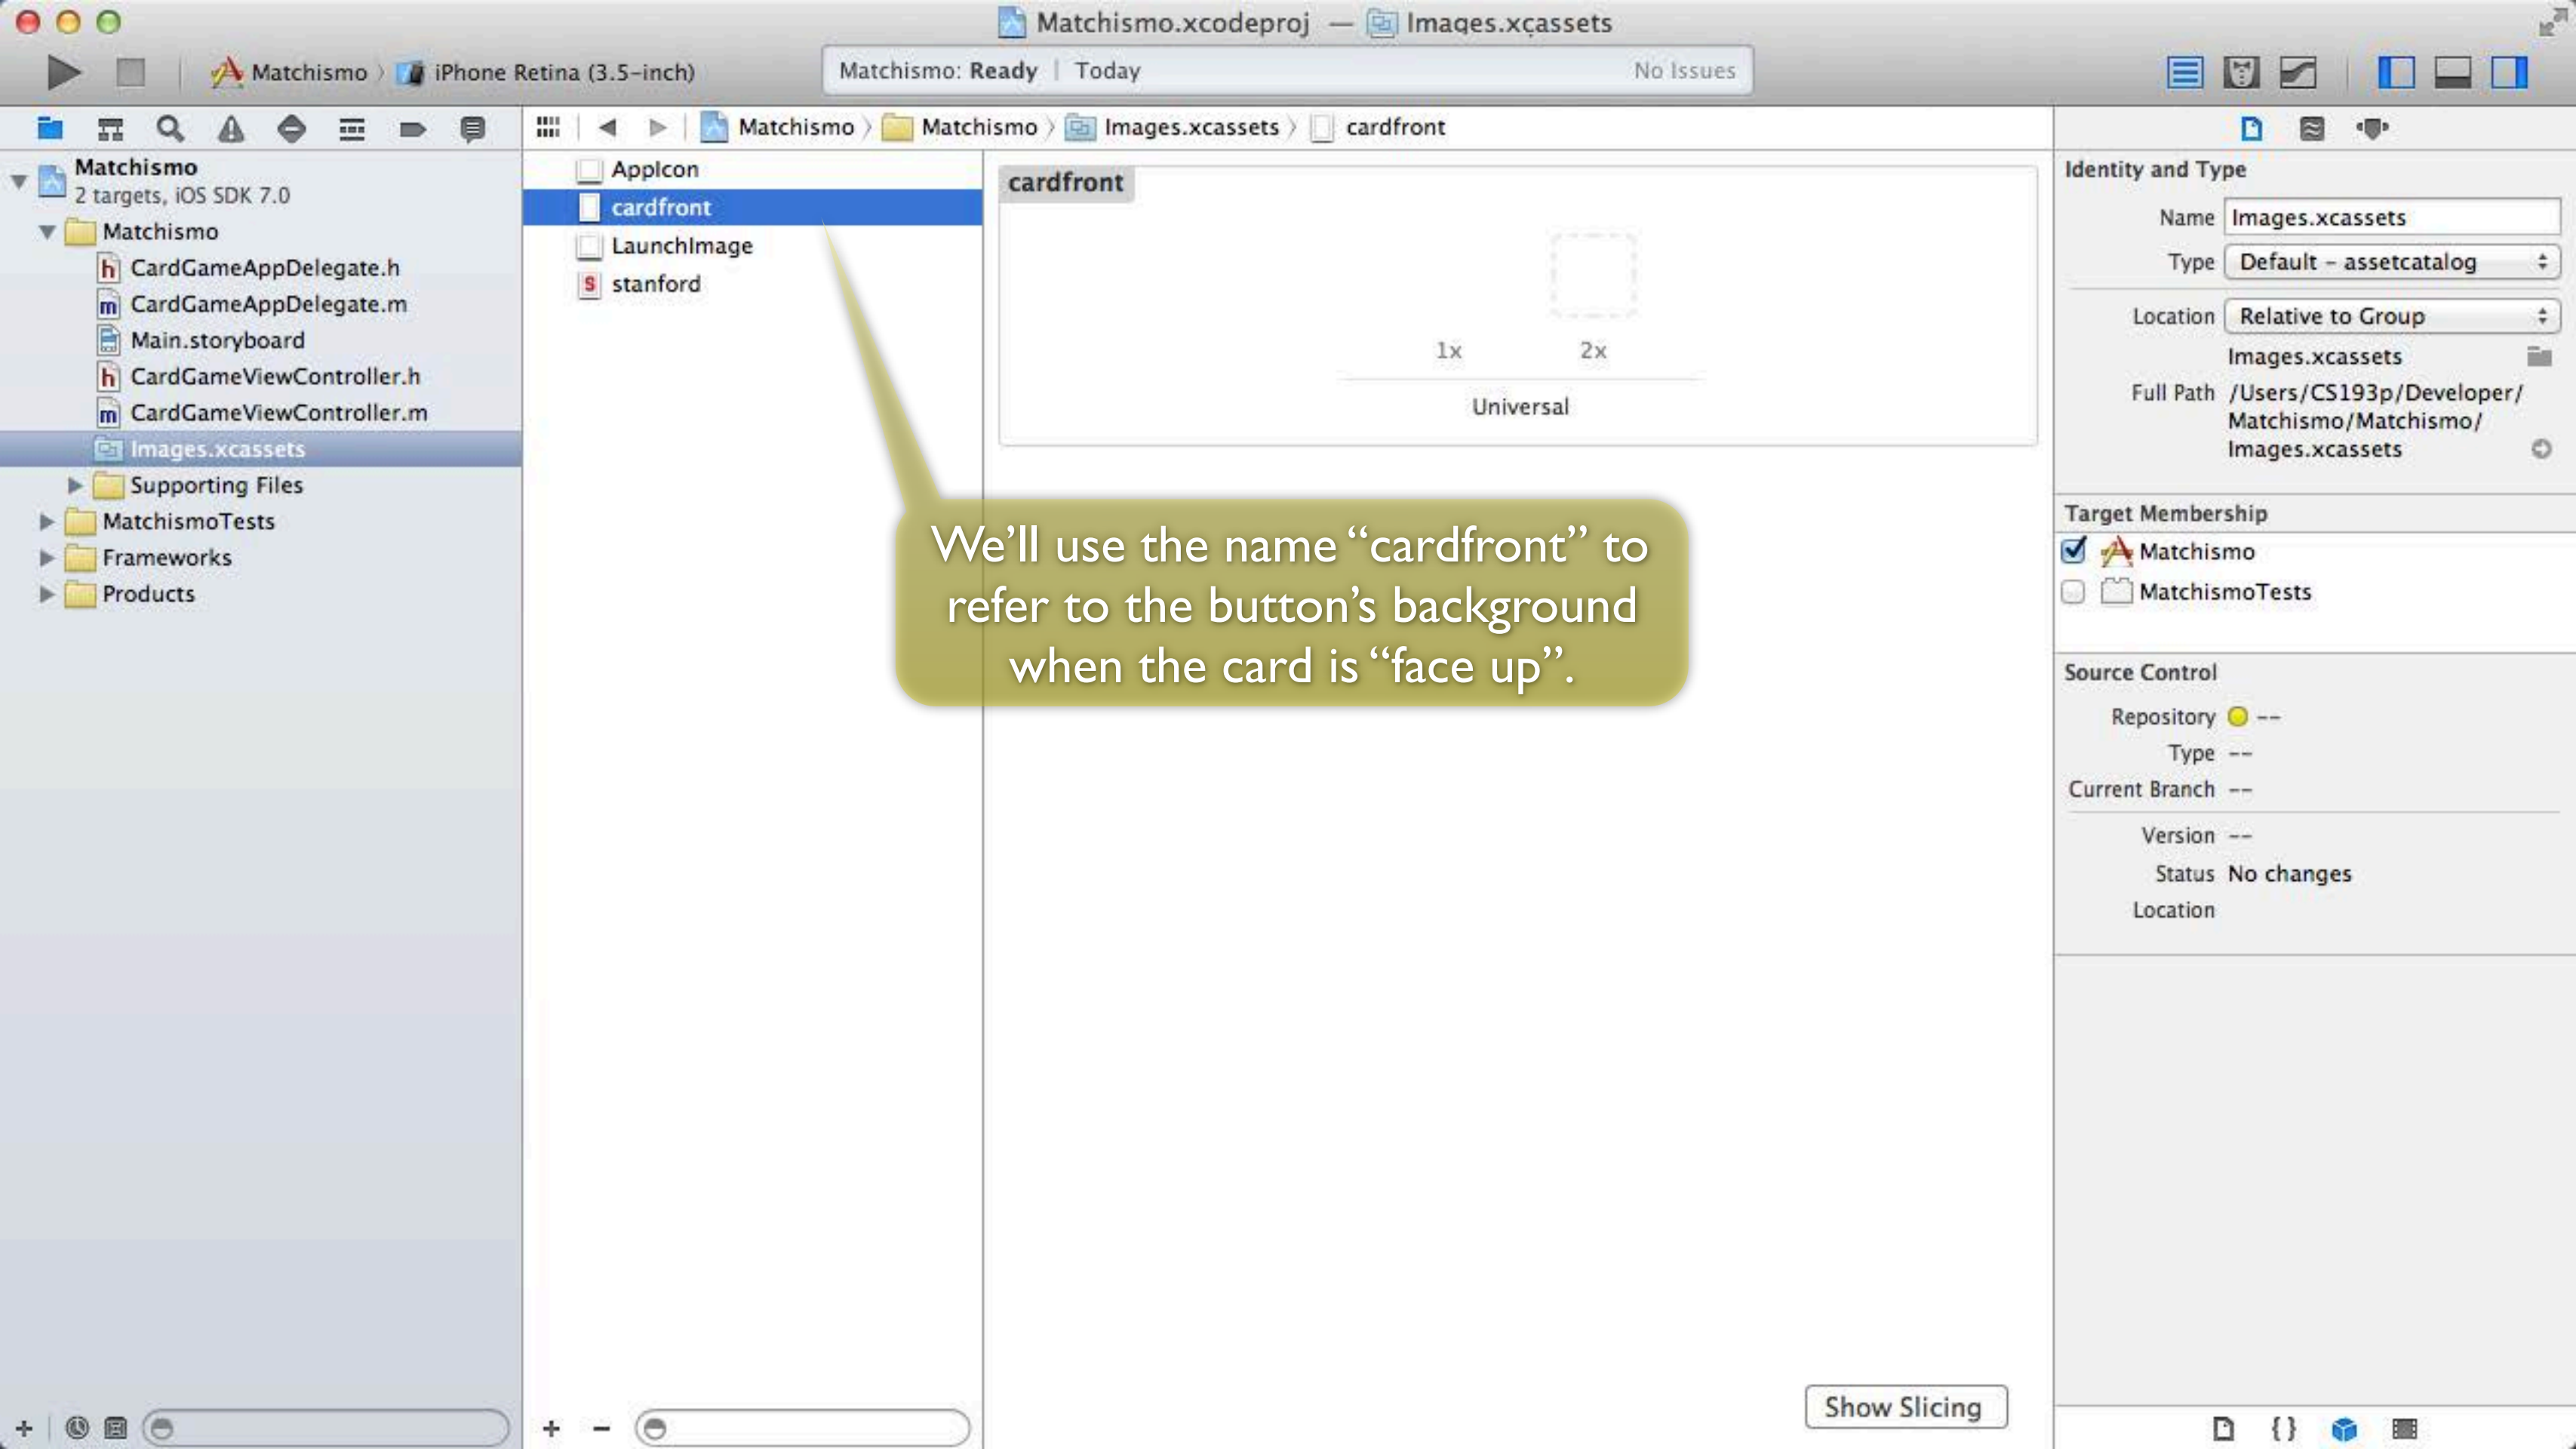 Matchismo.xcodeproj — Images.xcassets
Matchismo 〉 iPhone Retina (3.5-inch)
Matchismo: Ready | Today
No Issues
Matchismo
2 targets, iOS SDK 7.0
Matchismo
CardGameAppDelegate.h
CardGameAppDelegate.m
Main.storyboard
CardGameViewController.h
CardGameViewController.m
Images.xcassets
Supporting Files
MatchismoTests
Frameworks
Products
Matchismo 〉 Matchismo 〉 Images.xcassets 〉 cardfront
AppIcon
cardfront
LaunchImage
stanford
cardfront
1x 2x
Universal
We’ll use the name “cardfront” to
refer to the button’s background
when the card is “face up”.
Show Slicing
Identity and Type
Name Images.xcassets
Type Default - assetcatalog
Location Relative to Group
Images.xcassets
Full Path /Users/CS193p/Developer/
Matchismo/Matchismo/
Images.xcassets
Target Membership
Matchismo
MatchismoTests
Source Control
Repository --
Type --
Current Branch --
Version --
Status No changes
Location